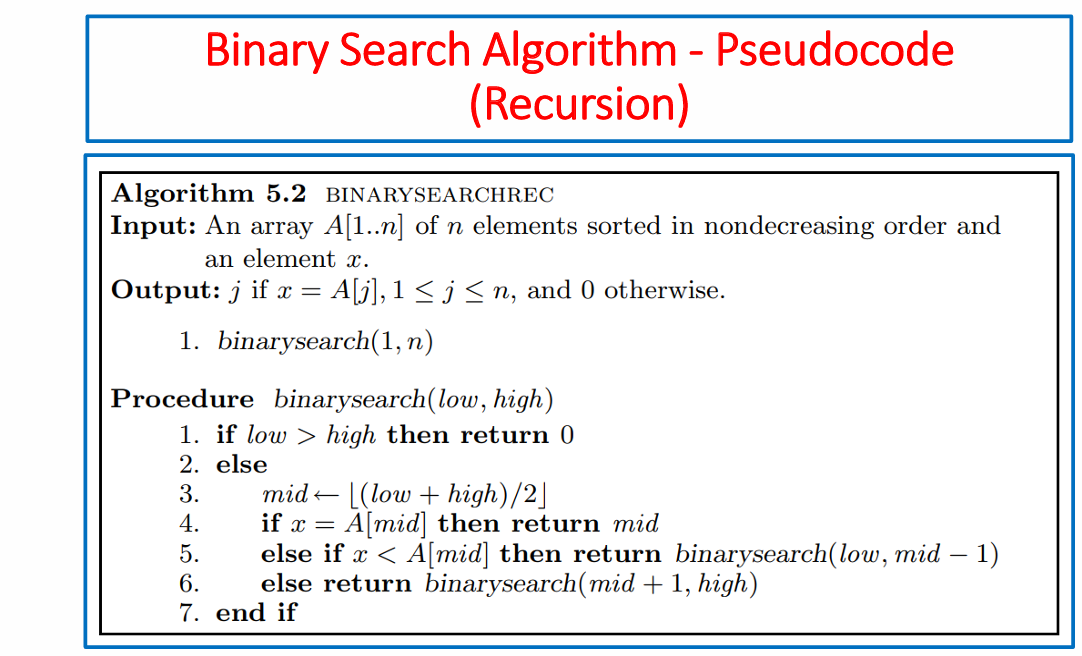 Binary Search Algorithm - Pseudocode
(Recursion)
Algorithm 5.2 BINARYSEARCHREC
Input: An array A[1..n] of n elements sorted in nondecreasing order and
an element x.
Output: j if x = A[j], 1 ≤ j ≤ n, and 0 otherwise.
1. binarysearch(1, n)
Procedure binarysearch(low, high)
1. if low > high then return 0
2. else
3. mid ← ⌊(low + high)/2⌋
4. if x = A[mid] then return mid
5. else if x < A[mid] then return binarysearch(low, mid − 1)
6. else return binarysearch(mid + 1, high)
7. end if